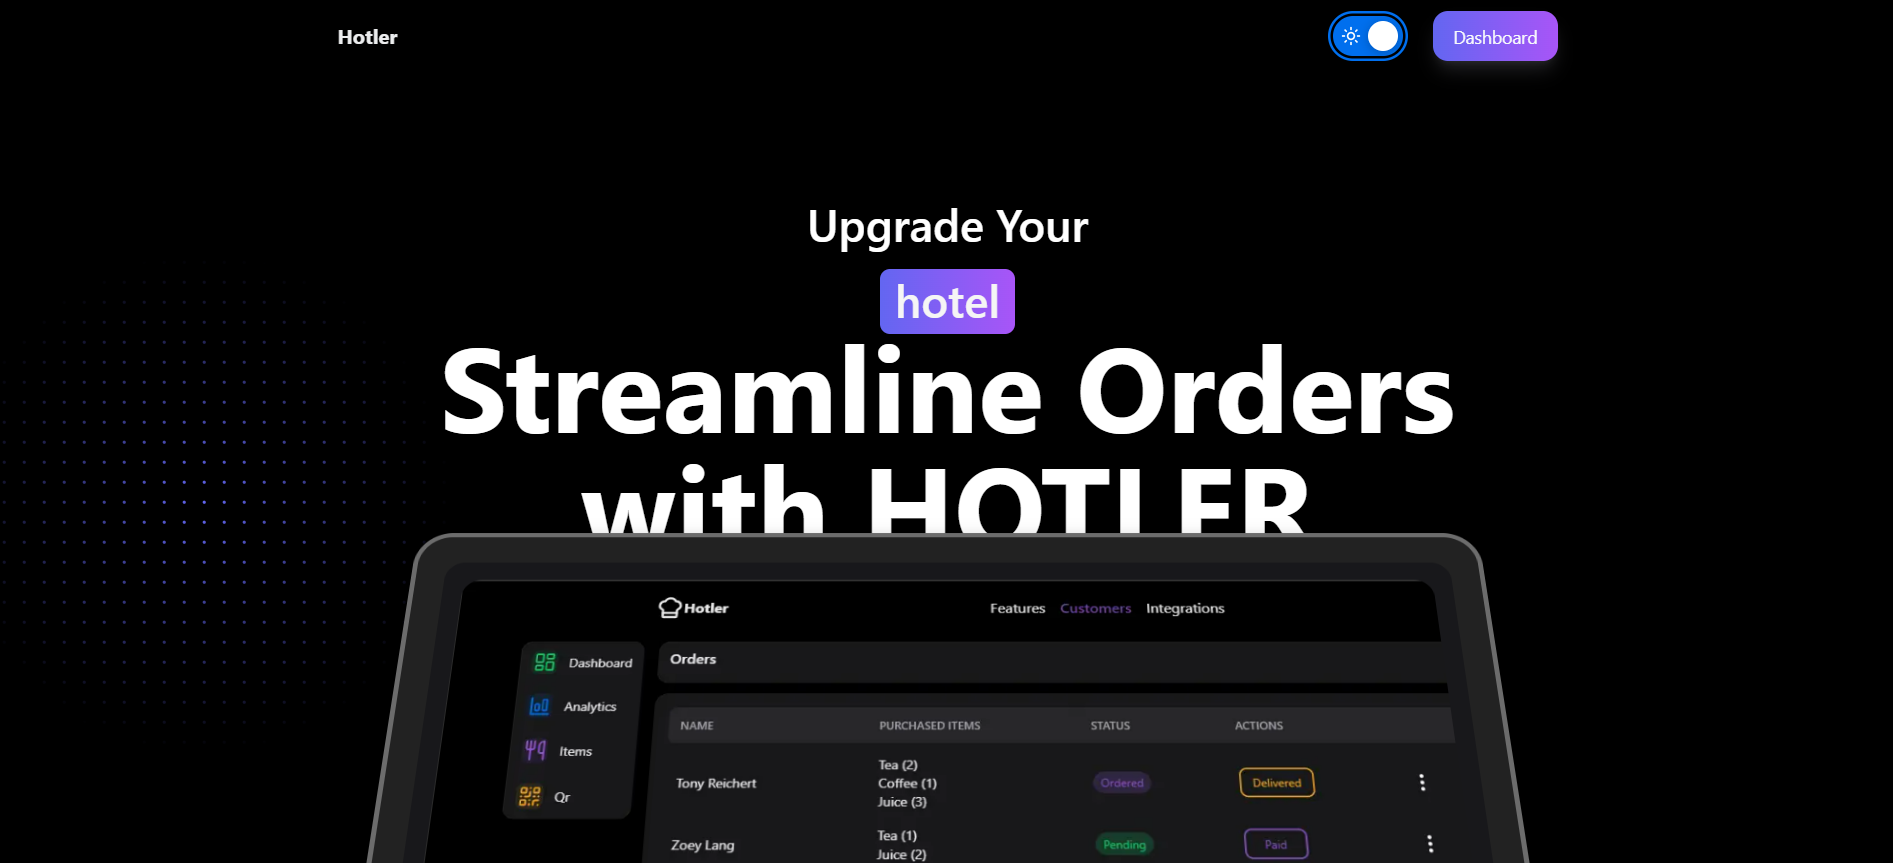 Hotler
Dashboard
Upgrade Your
hotel
Streamline Orders
with HOTLER
Hotler
Features Customers Integrations
Dashboard
Analytics
Items
Qr
Orders
NAME PURCHASED ITEMS STATUS ACTIONS
Tony Reichert
Tea (2)
Coffee (1)
Juice (3)
Ordered
Delivered
Zoey Lang
Tea (1)
Juice (2)
Pending
Paid